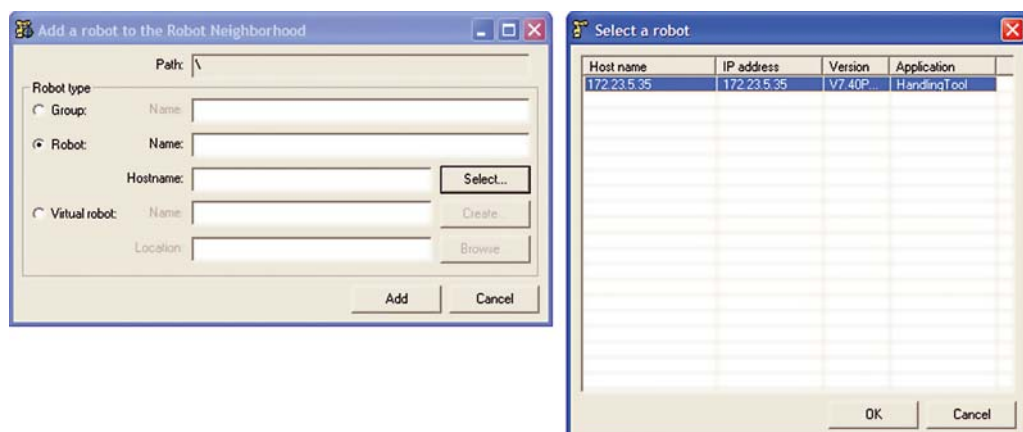 Add a robot to the Robot Neighborhood
Path: \
Robot type
Group: Name:
Robot: Name:
Hostname: Select...
Virtual robot: Name: Create...
Location: Browse...
Add Cancel
Select a robot
Host name IP address Version Application
172.23.5.35 172.23.5.35 V7.40P... HandingTool
OK Cancel